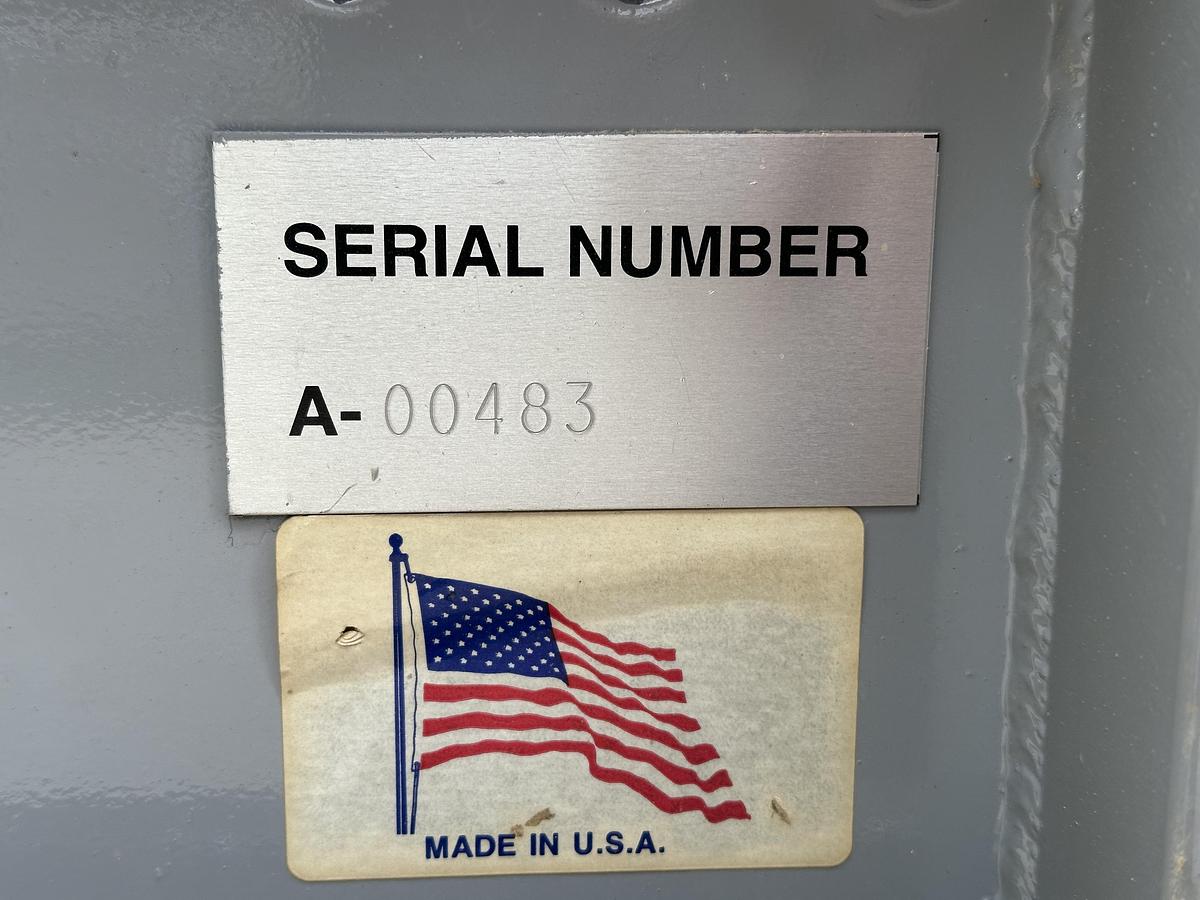 SERIAL NUMBER
A-00483
MADE IN U.S.A.